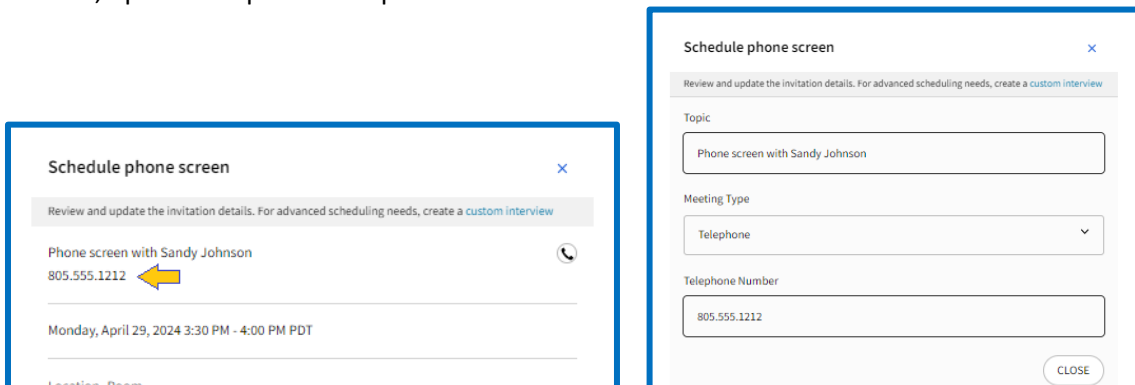 Schedule phone screen
Review and update the invitation details. For advanced scheduling needs, create a custom interview
Phone screen with Sandy Johnson
805.555.1212
Monday, April 29, 2024 3:30 PM - 4:00 PM PDT
Schedule phone screen
Review and update the invitation details. For advanced scheduling needs, create a custom interview
Topic
Phone screen with Sandy Johnson
Meeting Type
Telephone
Telephone Number
805.555.1212
CLOSE